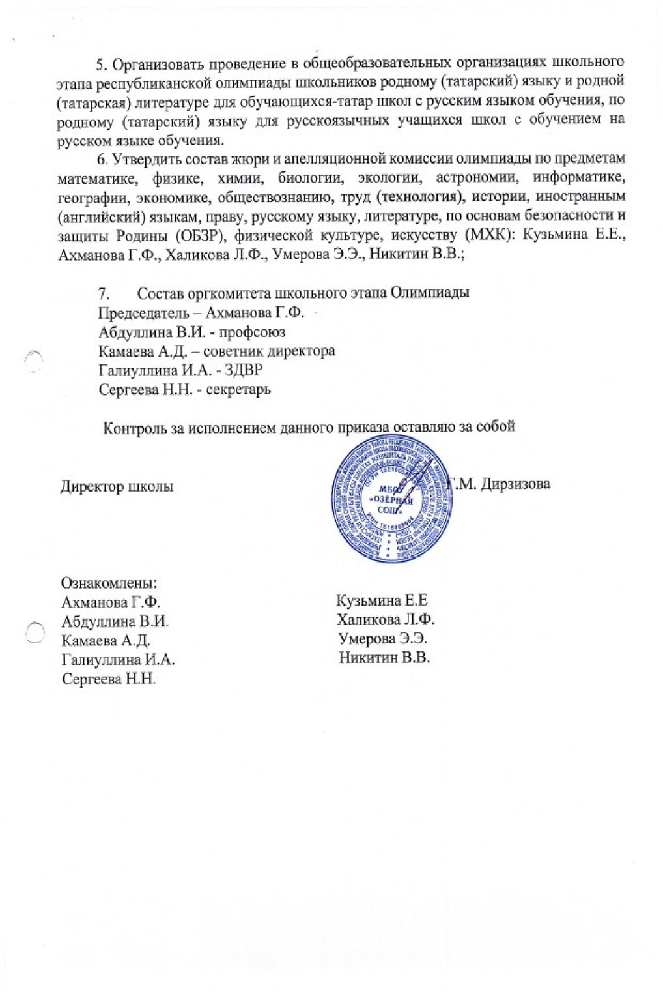 5. Организовать проведение в общеобразовательных организациях школьного
этапа республиканской олимпиады школьников родному (татарский) языку и родной
(татарская) литературе для обучающихся-татар школ с русским языком обучения, по
родному (татарский) языку для русскоязычных учащихся школ с обучением на
русском языке обучения.
6. Утвердить состав жюри и апелляционной комиссии олимпиады по предметам
математике, физике, химии, биологии, экологии, астрономии, информатике,
географии, экономике, обществознанию, труд (технология), истории, иностранным
(английский) языкам, праву, русскому языку, литературе, по основам безопасности и
защиты Родины (ОБЗР), физической культуре, искусству (МХК): Кузьмина Е.Е.,
Ахманова Г.Ф., Халикова Л.Ф., Умерова Э.Э., Никитин В.В.;
7. Состав оргкомитета школьного этапа Олимпиады
Председатель – Ахманова Г.Ф.
Абдуллина В.И. - профсоюз
Камаева А.Д. – советник директора
Галиуллина И.А. - ЗДВР
Сергеева Н.Н. - секретарь
Контроль за исполнением данного приказа оставляю за собой
Директор школы
Г.М. Дирзизова
«ОЗЁРНАЯ
СОШ»
Ознакомлены:
Ахманова Г.Ф.
Абдуллина В.И.
Камаева А.Д.
Галиуллина И.А.
Сергеева Н.Н.
Кузьмина Е.Е
Халикова Л.Ф.
Умерова Э.Э.
Никитин В.В.